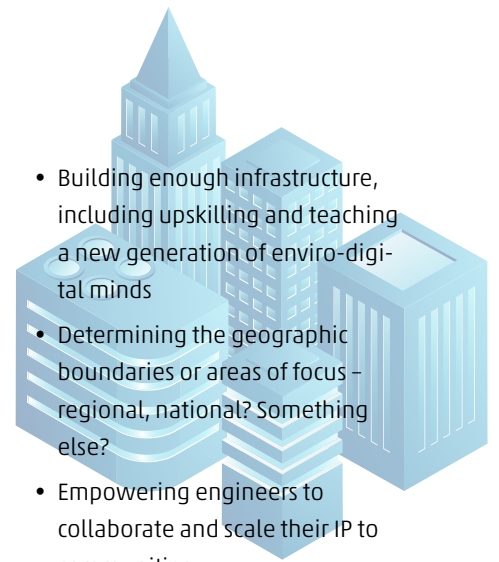 • Building enough infrastructure,
including upskilling and teaching
a new generation of enviro-digi-
tal minds
• Determining the geographic
boundaries or areas of focus –
regional, national? Something
else?
• Empowering engineers to
collaborate and scale their IP to